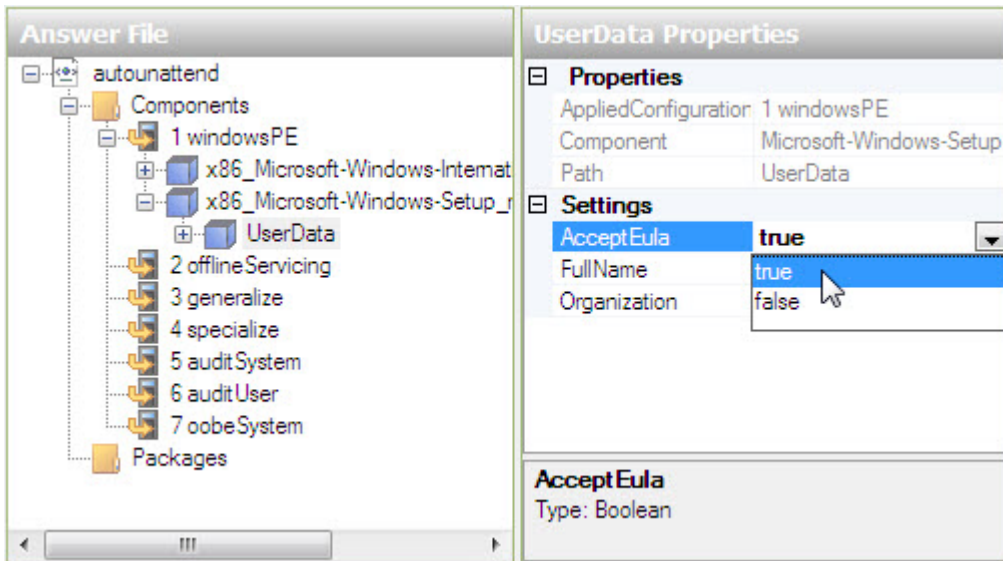 Answer File
autounattend
Components
1 windowsPE
x86_Microsoft-Windows-Internat
x86_Microsoft-Windows-Setup_
UserData
2 offlineServicing
3 generalize
4 specialize
5 auditSystem
6 auditUser
7 oobeSystem
Packages
UserData Properties
Properties
AppliedConfiguration 1 windowsPE
Component Microsoft-Windows-Setup
Path UserData
Settings
AcceptEula true
FullName true
Organization false
AcceptEula
Type: Boolean